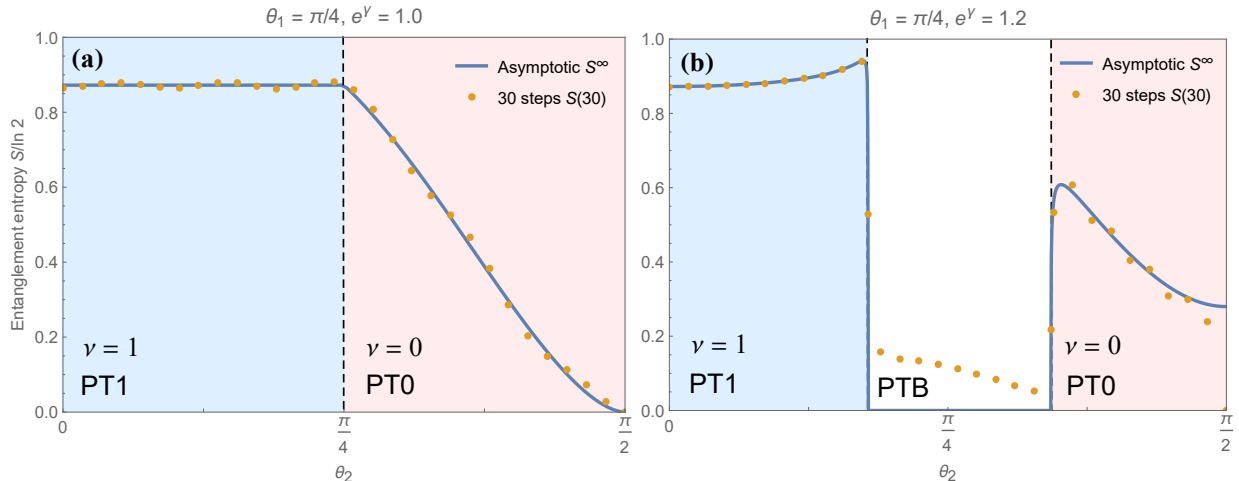 θ₁ = π/4, e^γ = 1.0
(a)
Asymptotic S^∞
30 steps S(30)
Entanglement entropy S/ln 2
1.0
0.8
0.6
0.4
0.2
0.0
ν = 1
PT1
ν = 0
PT0
0
π/4
π/2
θ₂
θ₁ = π/4, e^γ = 1.2
(b)
Asymptotic S^∞
30 steps S(30)
1.0
0.8
0.6
0.4
0.2
0.0
ν = 1
PT1
PTB
ν = 0
PT0
0
π/4
π/2
θ₂